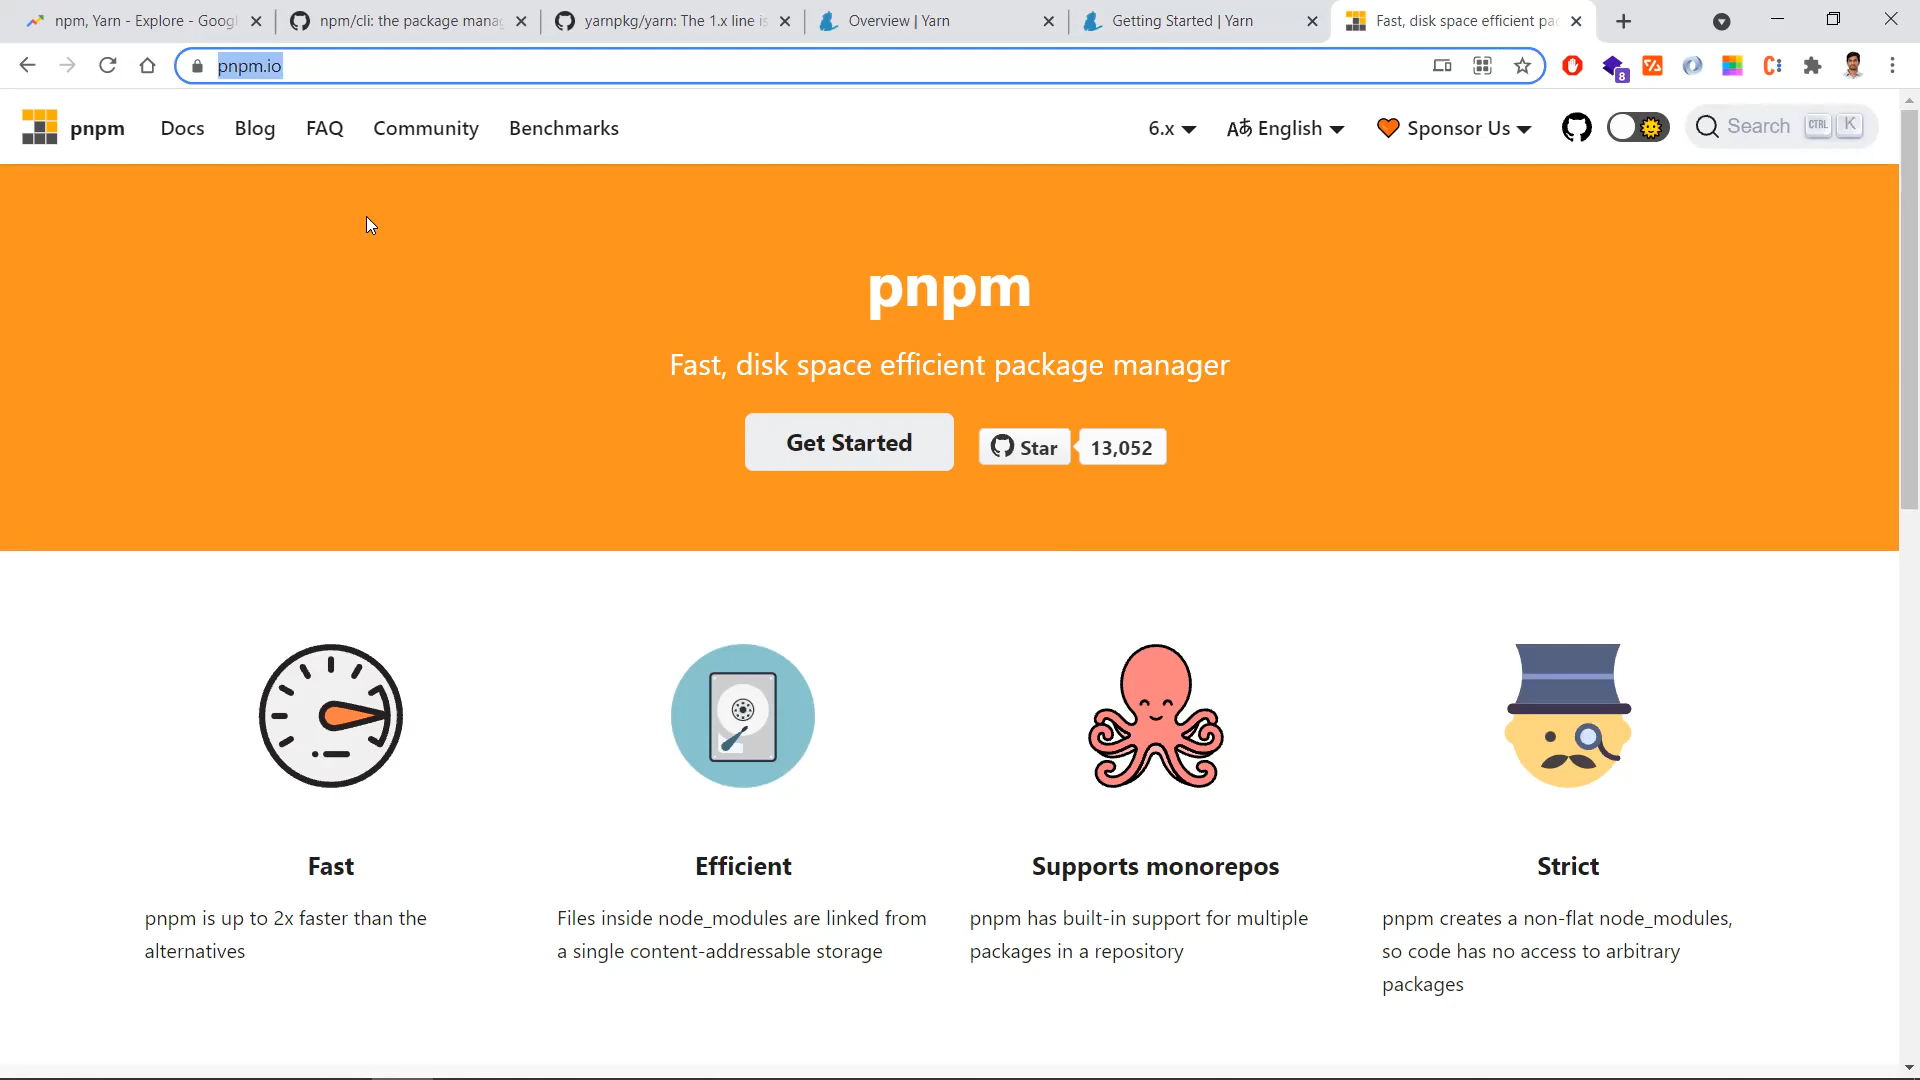 npm, Yarn - Explore - Googl
npm/cli: the package manag
yarnpkg/yarn: The 1.x line is
Overview | Yarn
Getting Started | Yarn
Fast, disk space efficient pa
pnpm.io
8
pnpm
Docs
Blog
FAQ
Community
Benchmarks
6.x
Aあ English
Sponsor Us
Search
CTRL
K
pnpm
Fast, disk space efficient package manager
Get Started
Star
13,052
Fast
pnpm is up to 2x faster than the
alternatives
Efficient
Files inside node_modules are linked from
a single content-addressable storage
Supports monorepos
pnpm has built-in support for multiple
packages in a repository
Strict
pnpm creates a non-flat node_modules,
so code has no access to arbitrary
packages